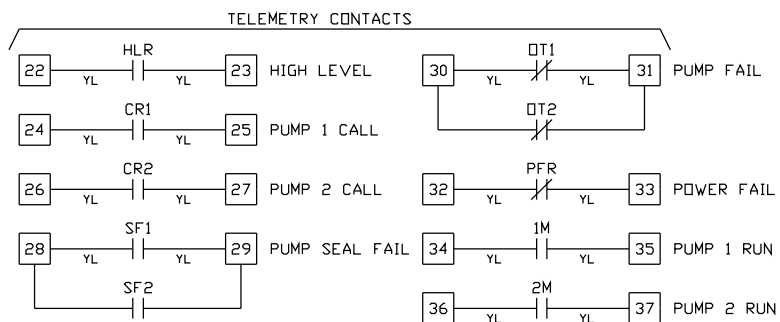 TELEMETRY CONTACTS
HLR
22 YL YL 23 HIGH LEVEL
CR1
24 YL YL 25 PUMP 1 CALL
CR2
26 YL YL 27 PUMP 2 CALL
SF1
28 YL YL 29 PUMP SEAL FAIL
SF2
OT1
30 YL YL 31 PUMP FAIL
OT2
PFR
32 YL YL 33 POWER FAIL
1M
34 YL YL 35 PUMP 1 RUN
2M
36 YL YL 37 PUMP 2 RUN